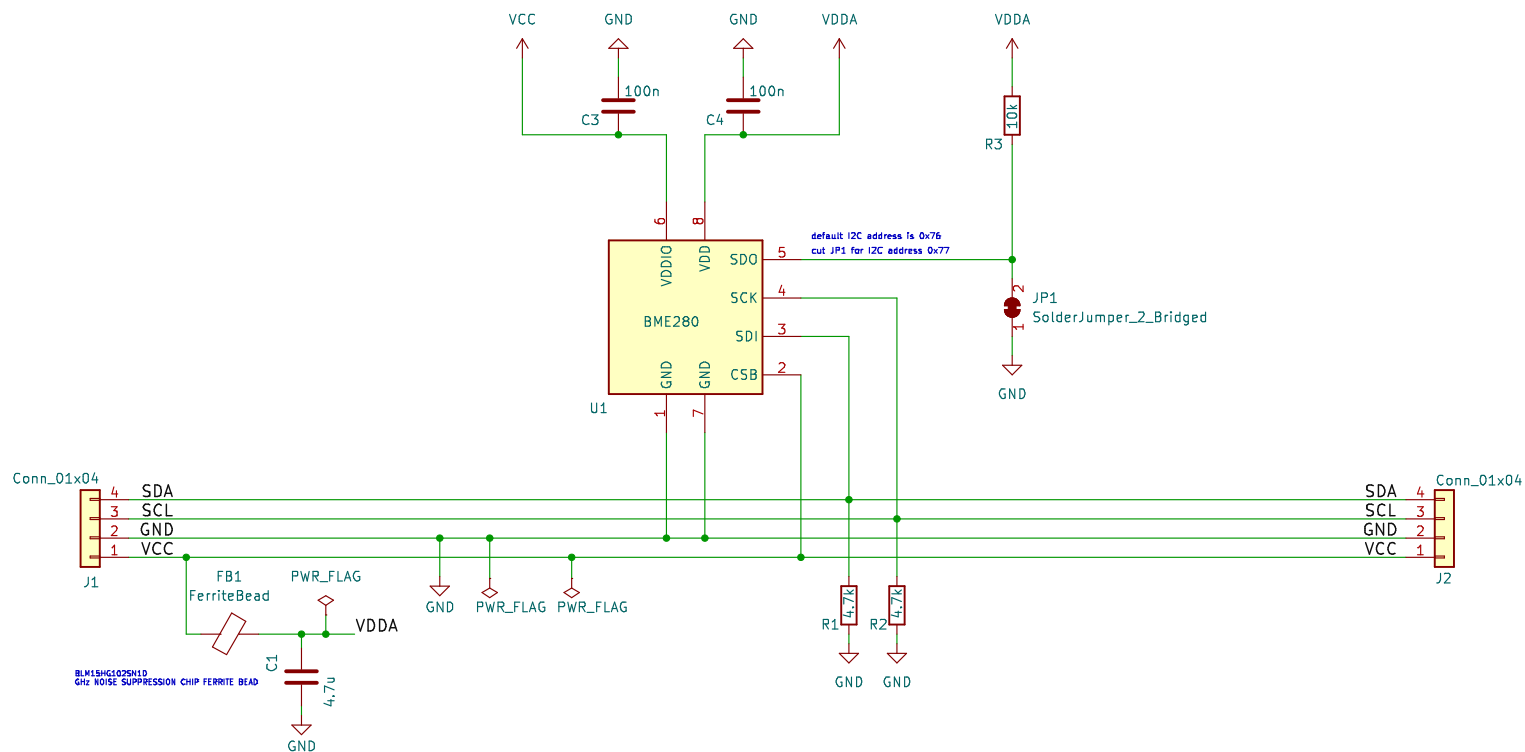 VCC
GND
GND
VDDA
VDDA
100n
100n
C3
C4
10k
R3
6
8
default I2C address is 0x76
cut JP1 for I2C address 0x77
VDDIO
VDD
SDO
5
SCK
4
BME280
SDI
3
CSB
2
GND
GND
U1
1
7
2
JP1
SolderJumper_2_Bridged
1
GND
Conn_01x04
4
SDA
3
SCL
2
GND
1
VCC
J1
Conn_01x04
SDA
4
SCL
3
GND
2
VCC
1
J2
FB1
FerriteBead
PWR_FLAG
GND
PWR_FLAG
PWR_FLAG
VDDA
4.7k
R1
4.7k
R2
GND
GND
C1
4.7u
BLM15HG102SN1D
GHz NOISE SUPPRESSION CHIP FERRITE BEAD
GND